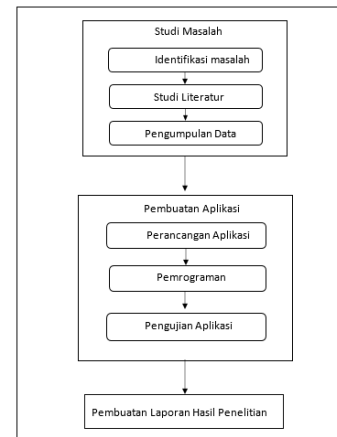 Studi Masalah
Identifikasi masalah
Studi Literatur
Pengumpulan Data
Pembuatan Aplikasi
Perancangan Aplikasi
Pemrograman
Pengujian Aplikasi
Pembuatan Laporan Hasil Penelitian